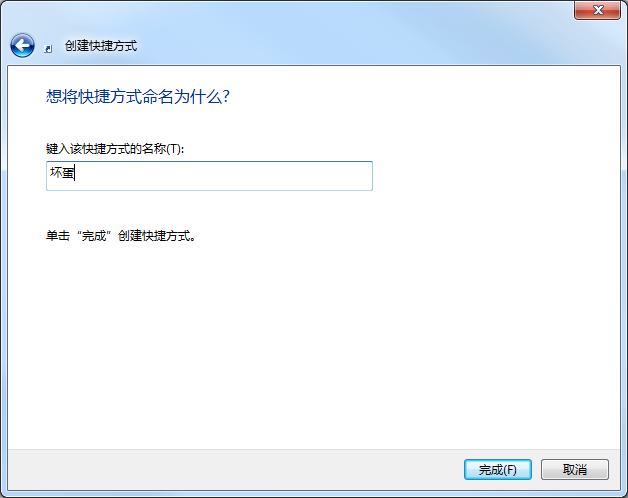 创建快捷方式
想将快捷方式命名为什么?
键入该快捷方式的名称(T):
坏蛋
单击“完成”创建快捷方式。
完成(F)
取消